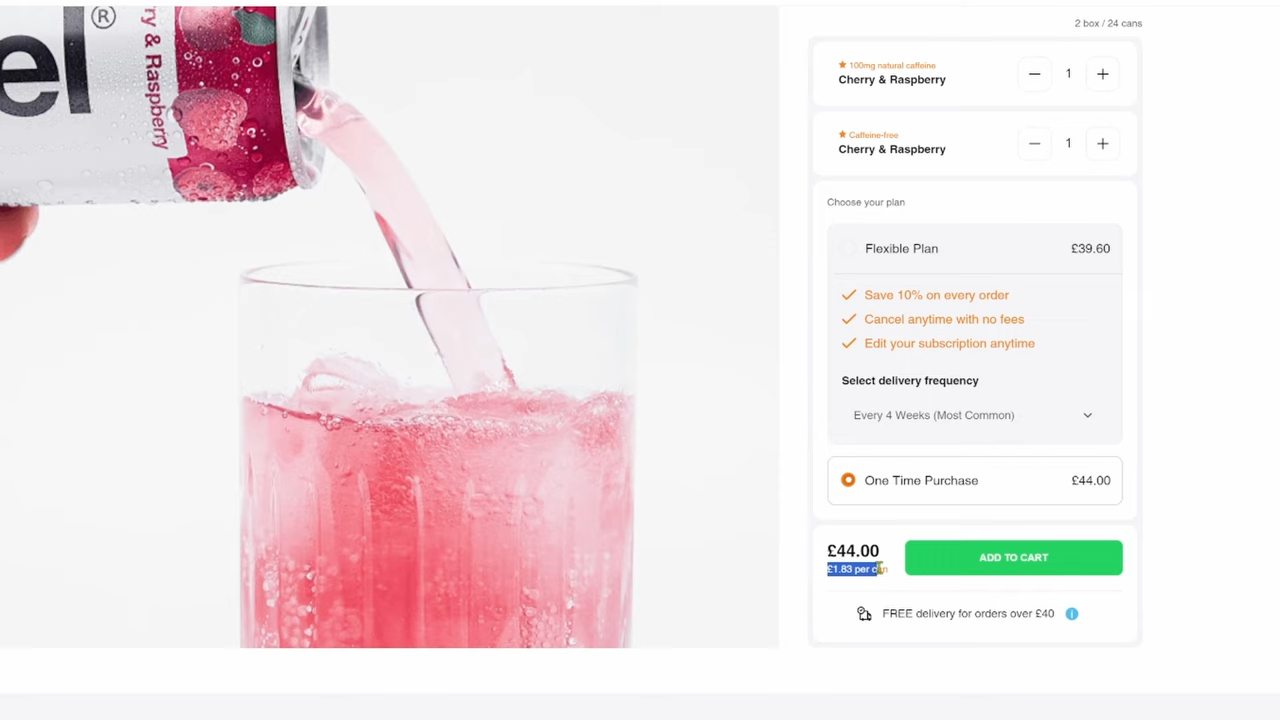 el®
ry & Raspberry
2 box / 24 cans
100mg natural caffeine
Cherry & Raspberry
1
Caffeine-free
Cherry & Raspberry
1
Choose your plan
Flexible Plan £39.60
Save 10% on every order
Cancel anytime with no fees
Edit your subscription anytime
Select delivery frequency
Every 4 Weeks (Most Common)
One Time Purchase £44.00
£44.00
£1.83 per can
ADD TO CART
FREE delivery for orders over £40